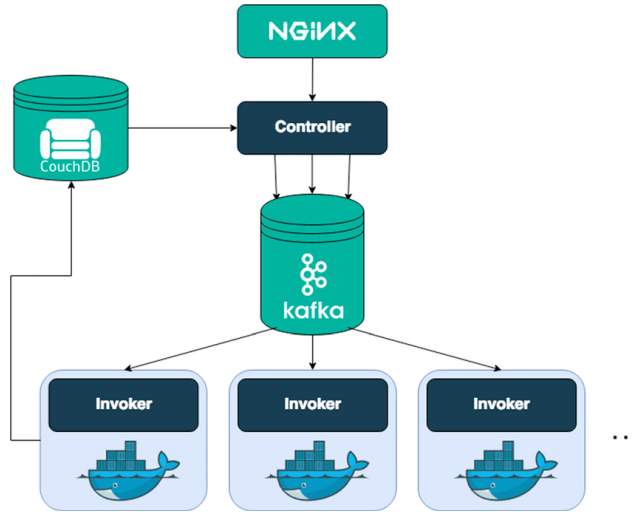 NGINX
Controller
CouchDB
kafka
Invoker
Invoker
Invoker
..